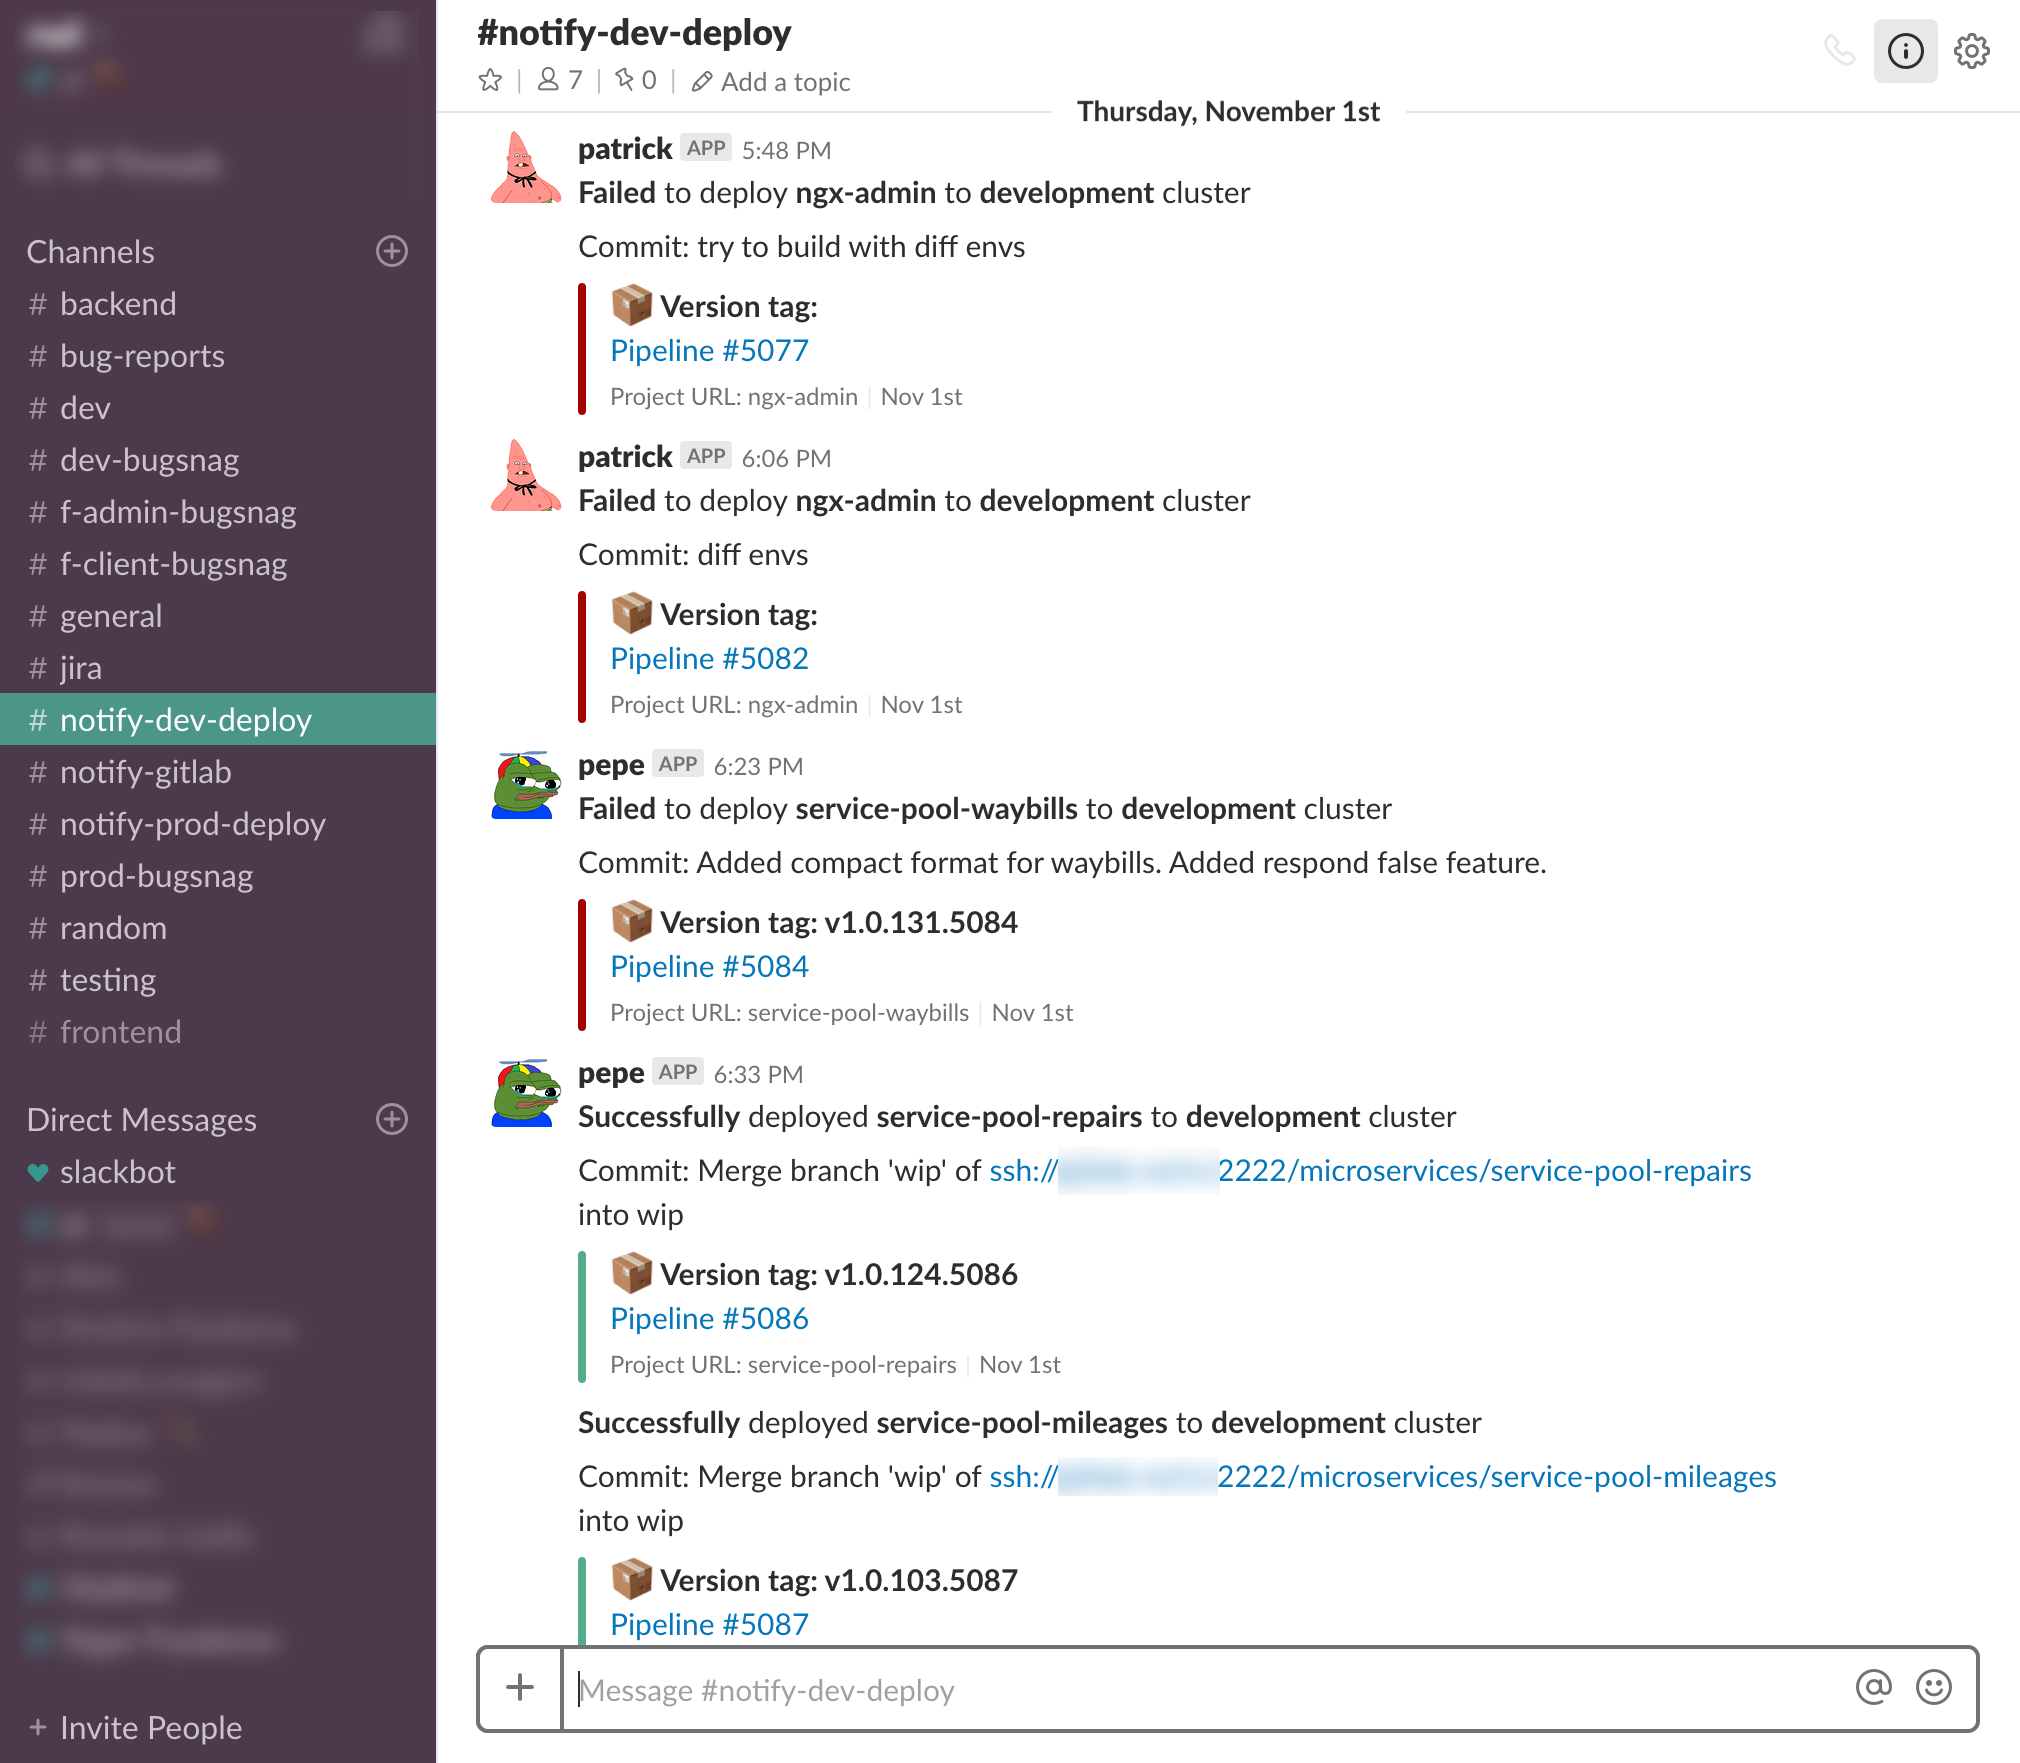 Channels
# backend
# bug-reports
# dev
# dev-bugsnag
# f-admin-bugsnag
# f-client-bugsnag
# general
# jira
# notify-dev-deploy
# notify-gitlab
# notify-prod-deploy
# prod-bugsnag
# random
# testing
# frontend
Direct Messages
slackbot
+ Invite People
#notify-dev-deploy
7 | 0 | Add a topic
Thursday, November 1st
patrick APP 5:48 PM
Failed to deploy ngx-admin to development cluster
Commit: try to build with diff envs
Version tag:
Pipeline #5077
Project URL: ngx-admin | Nov 1st
patrick APP 6:06 PM
Failed to deploy ngx-admin to development cluster
Commit: diff envs
Version tag:
Pipeline #5082
Project URL: ngx-admin | Nov 1st
pepe APP 6:23 PM
Failed to deploy service-pool-waybills to development cluster
Commit: Added compact format for waybills. Added respond false feature.
Version tag: v1.0.131.5084
Pipeline #5084
Project URL: service-pool-waybills | Nov 1st
pepe APP 6:33 PM
Successfully deployed service-pool-repairs to development cluster
Commit: Merge branch 'wip' of ssh:// 2222/microservices/service-pool-repairs
into wip
Version tag: v1.0.124.5086
Pipeline #5086
Project URL: service-pool-repairs | Nov 1st
Successfully deployed service-pool-mileages to development cluster
Commit: Merge branch 'wip' of ssh:// 2222/microservices/service-pool-mileages
into wip
Version tag: v1.0.103.5087
Pipeline #5087
+ Message #notify-dev-deploy @